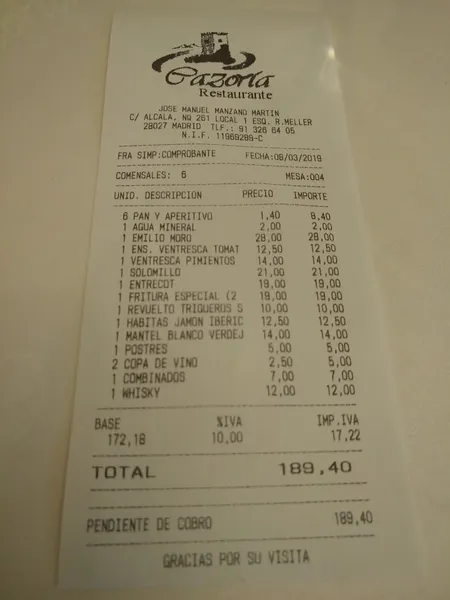 Cazorla
Restaurante
JOSE MANUEL MANZANO MARTIN
C/ ALCALA, NQ 251 LOCAL 1 ESQ. R.MELLER
28027 MADRID TLF.: 91 326 64 05
N.I.F. 11969289-C
FRA SIMP:COMPROBANTE FECHA:08/03/2019
COMENSALES: 6 MESA:004
UNID. DESCRIPCION PRECIO IMPORTE
6 PAN Y APERITIVO 1,40 8,40
1 AGUA MINERAL 2,00 2,00
1 EMILIO MORO 28,00 28,00
1 ENS. VENTRESCA TOMAT 12,50 12,50
1 VENTRESCA PIMIENTOS 14,00 14,00
1 SOLOMILLO 21,00 21,00
1 ENTRECOT 19,00 19,00
1 FRITURA ESPECIAL (2 19,00 19,00
1 REVUELTO TRIGUEROS S 10,00 10,00
1 HABITAS JAMON IBERIC 12,50 12,50
1 MANTEL BLANCO VERDEJ 14,00 14,00
1 POSTRES 5,00 5,00
2 COPA DE VINO 2,50 5,00
1 COMBINADOS 7,00 7,00
1 WHISKY 12,00 12,00
BASE %IVA IMP.IVA
172,18 10,00 17,22
TOTAL 189,40
PENDIENTE DE COBRO 189,40
GRACIAS POR SU VISITA